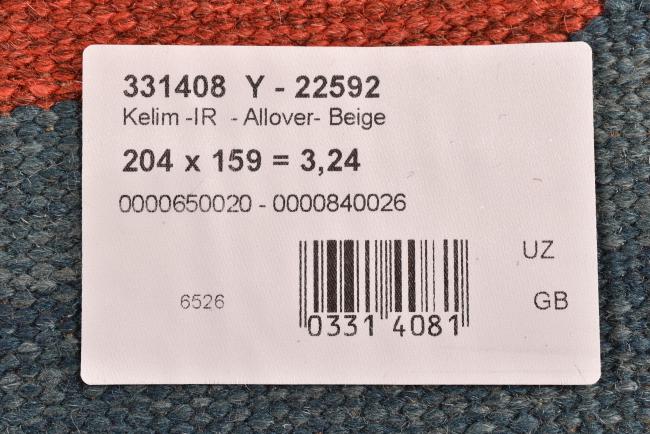 331408 Y - 22592
Kelim -IR - Allover- Beige
204 x 159 = 3,24
0000650020 - 0000840026
UZ
6526
GB
0331 4081